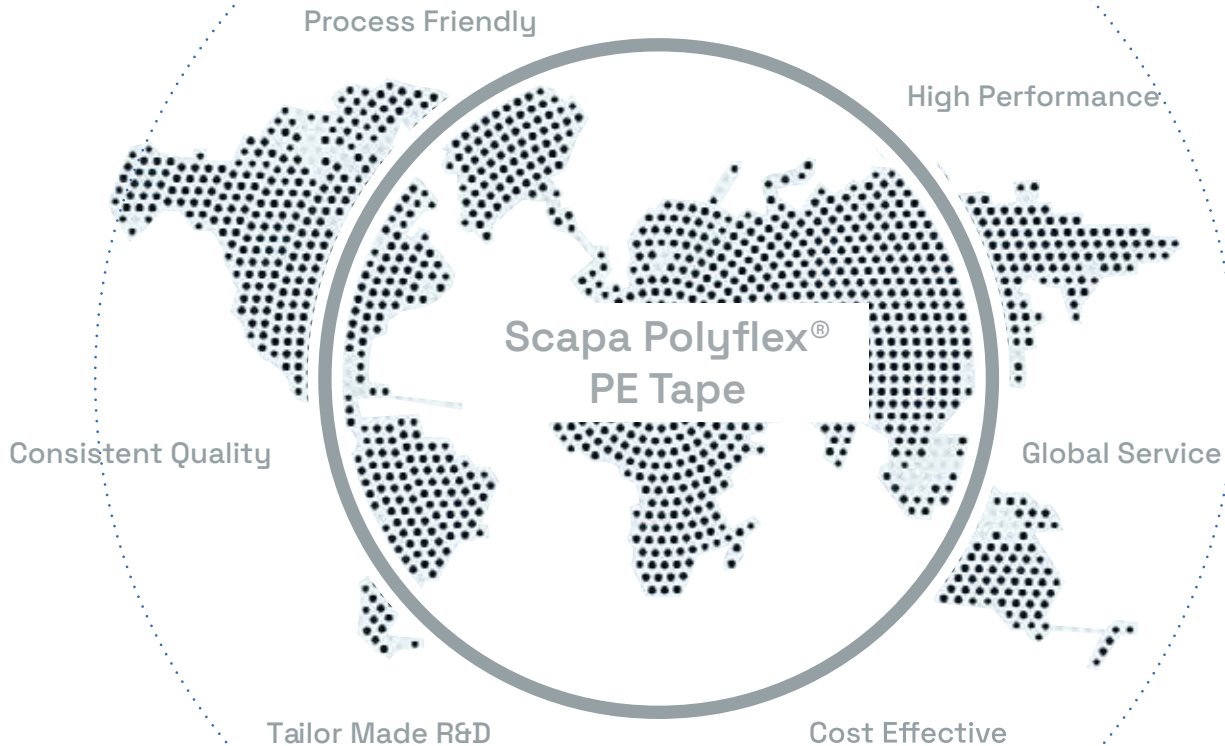 Process Friendly
High Performance
Scapa Polyflex®
PE Tape
Consistent Quality
Global Service
Tailor Made R&D
Cost Effective